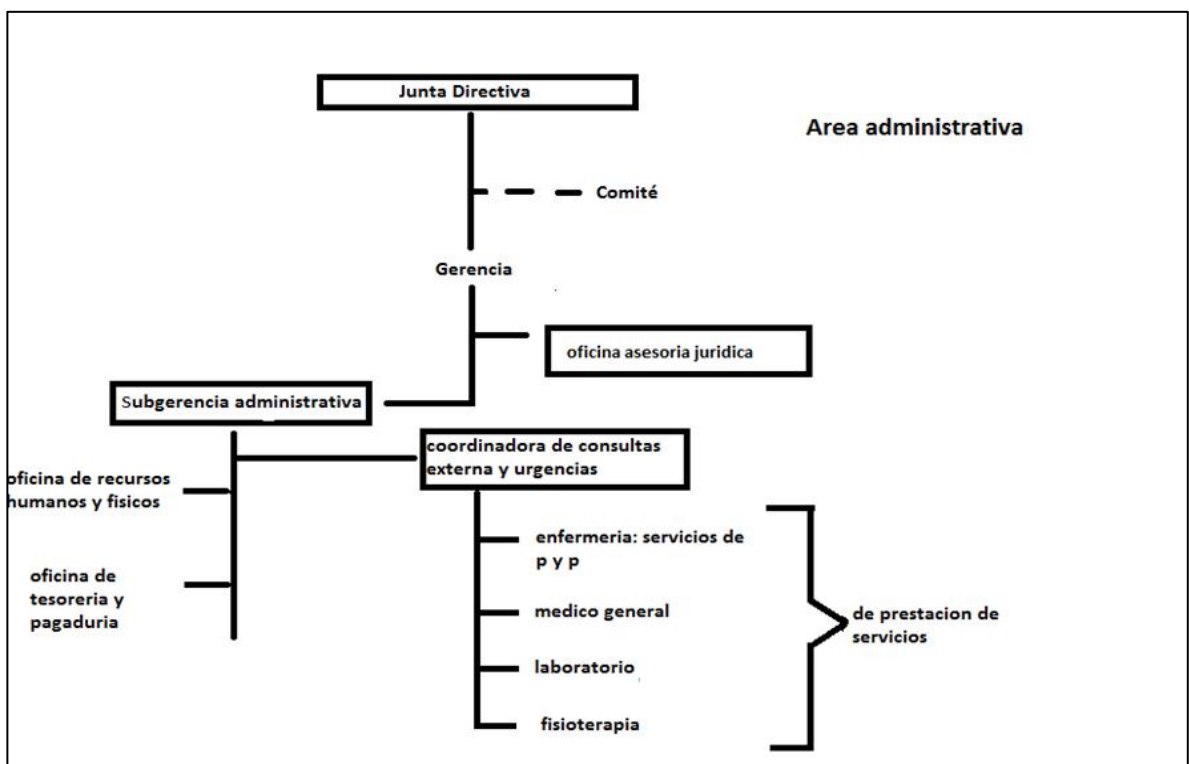 Junta Directiva
Area administrativa
Comité
Gerencia
oficina asesoria juridica
Subgerencia administrativa
coordinadora de consultas
externa y urgencias
oficina de recursos
humanos y fisicos
enfermeria: servicios de
p y p
oficina de
tesoreria y
pagaduria
medico general
de prestacion de
servicios
laboratorio
fisioterapia